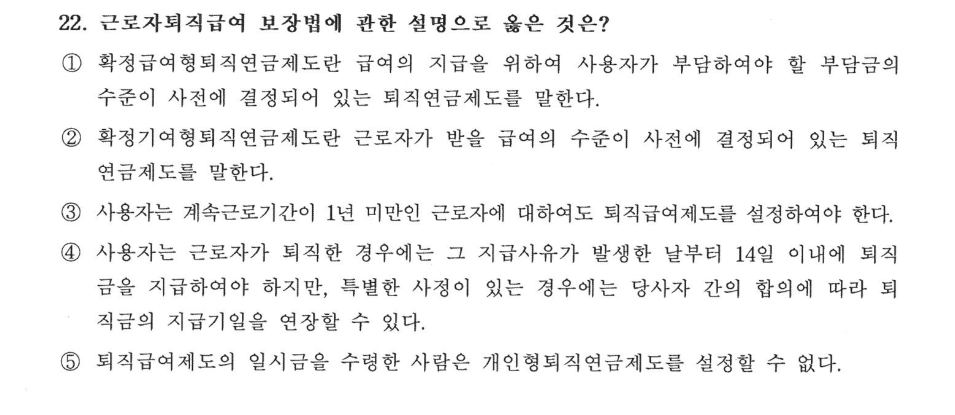 22. 근로자퇴직급여 보장법에 관한 설명으로 옳은 것은?
① 확정급여형퇴직연금제도란 급여의 지급을 위하여 사용자가 부담하여야 할 부담금의
수준이 사전에 결정되어 있는 퇴직연금제도를 말한다.
② 확정기여형퇴직연금제도란 근로자가 받을 급여의 수준이 사전에 결정되어 있는 퇴직
연금제도를 말한다.
③ 사용자는 계속근로기간이 1년 미만인 근로자에 대하여도 퇴직급여제도를 설정하여야 한다.
④ 사용자는 근로자가 퇴직한 경우에는 그 지급사유가 발생한 날부터 14일 이내에 퇴직
금을 지급하여야 하지만, 특별한 사정이 있는 경우에는 당사자 간의 합의에 따라 퇴
직금의 지급기일을 연장할 수 있다.
⑤ 퇴직급여제도의 일시금을 수령한 사람은 개인형퇴직연금제도를 설정할 수 없다.